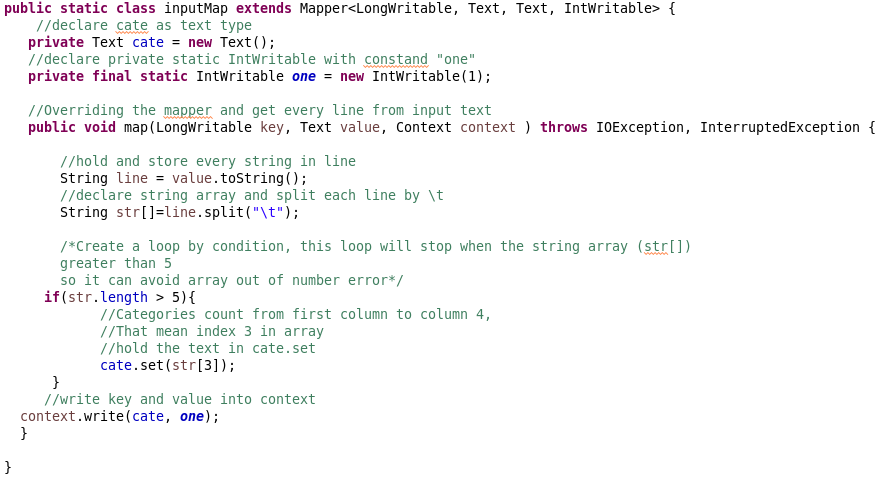 public static class inputMap extends Mapper<LongWritable, Text, Text, IntWritable> {
//declare cate as text type
private Text cate = new Text();
//declare private static IntWritable with constand "one"
private final static IntWritable one = new IntWritable(1);
//Overriding the mapper and get every line from input text
public void map(LongWritable key, Text value, Context context ) throws IOException, InterruptedException {
//hold and store every string in line
String line = value.toString();
//declare string array and split each line by \t
String str[]=line.split("\t");
/*Create a loop by condition, this loop will stop when the string array (str[])
greater than 5
so it can avoid array out of number error*/
if(str.length > 5){
//Categories count from first column to column 4,
//That mean index 3 in array
//hold the text in cate.set
cate.set(str[3]);
}
//write key and value into context
context.write(cate, one);
}
}